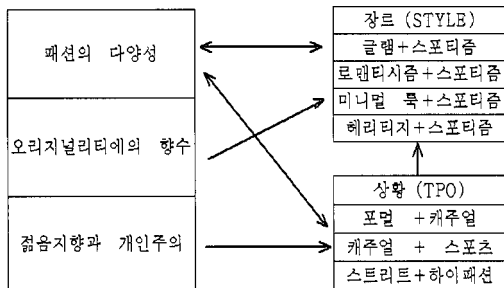 패션의 다양성
오리지널리티에의 향수
젊음지향과 개인주의
장르 (STYLE)
글램+스포티즘
로맨티시즘+스포티즘
미니멀 룩+스포티즘
헤리티지+스포티즘
상황 (TPO)
포멀 +캐주얼
캐주얼 + 스포츠
스트리트+하이패션